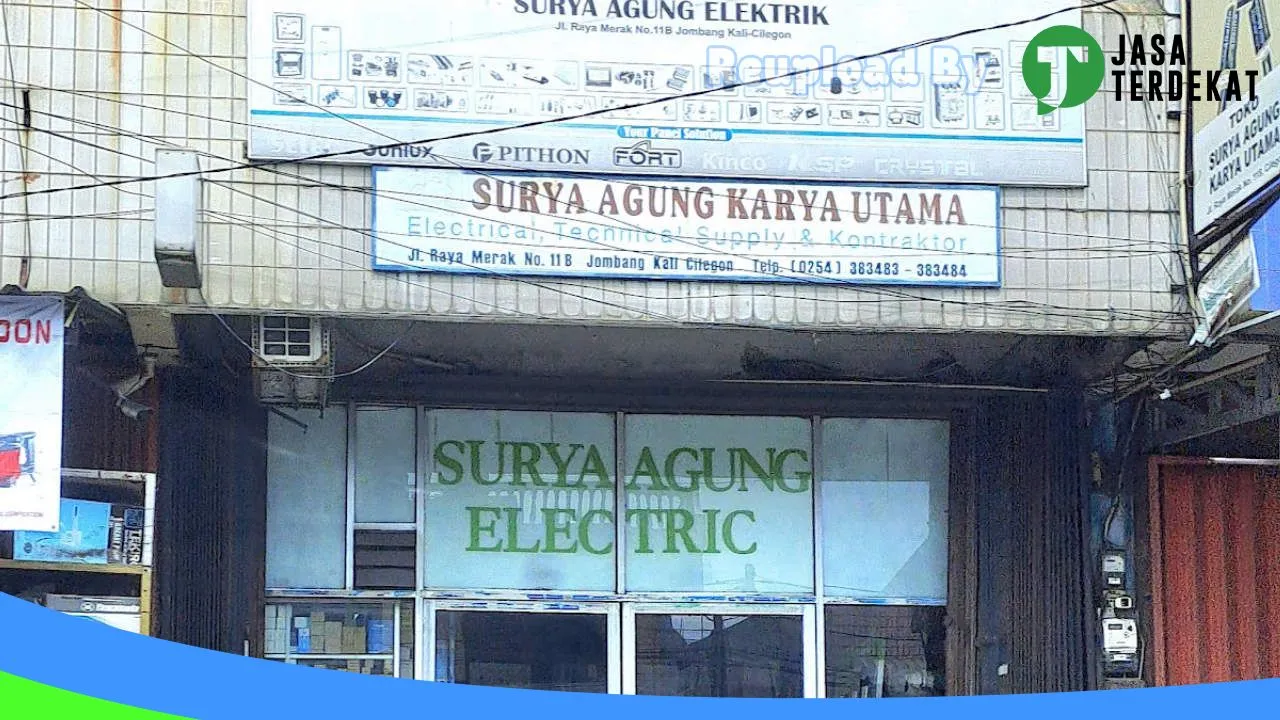 SURYA AGUNG ELEKTRIK
Jl. Raya Merak No.11B Jombang Kali-Cilegon
Reupload By
JASA
TERDEKAT
Your Panel Solution
PITHON
FORT
Kinco
CRYSTAL
SURYA AGUNG KARYA UTAMA
Electrical, Technical Supply & Kontraktor
Jl. Raya Merak No. 11 B Jombang Kali Cilegon Telp. (0254) 383483 - 383484
TOKO
SURYA AGUNG
KARYA UTAMA
SURYA AGUNG
ELECTRIC